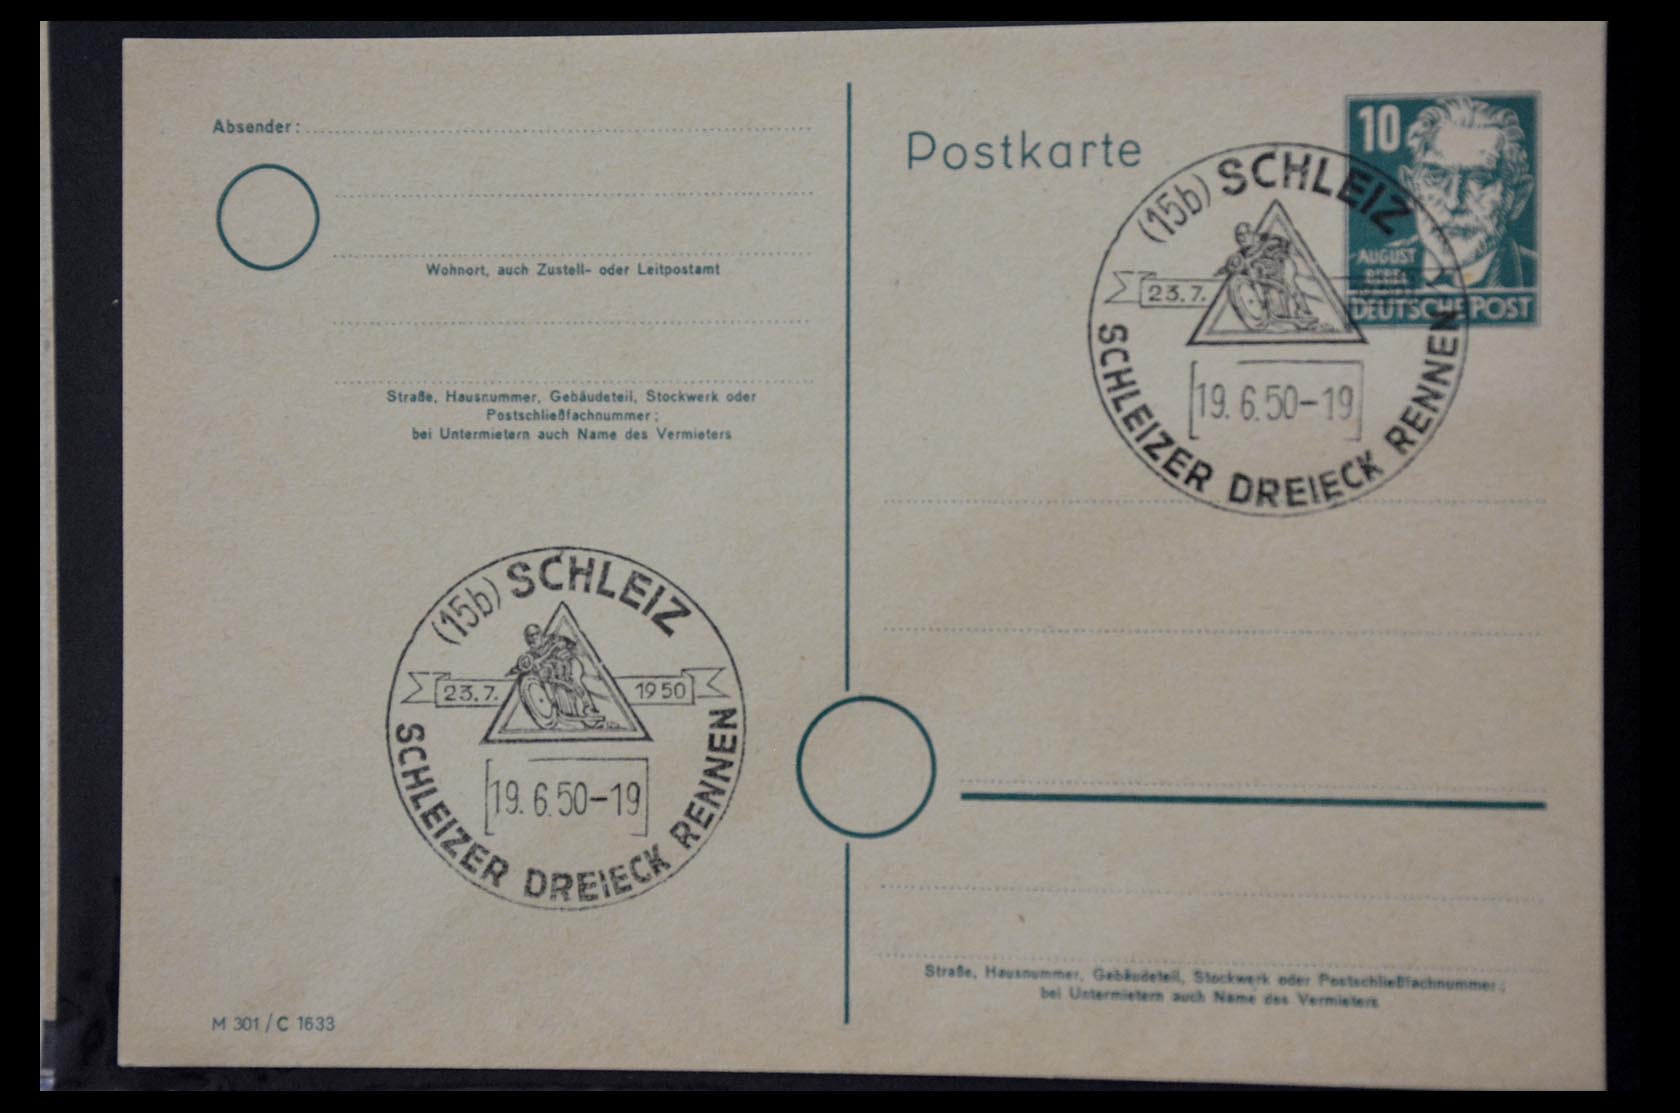 Absender:
Wohnort, auch Zustell- oder Leitpostamt
Straße, Hausnummer, Gebäudeteil, Stockwerk oder
Postschließfachnummer;
bei Untermietern auch Name des Vermieters
(15b) SCHLEIZ
23.7. 1950
19. 6. 50-19
SCHLEIZER DREIECK RENNEN
M 301 / C 1633
Postkarte
10
AUGUST
BEBEL
DEUTSCHE POST
(15b) SCHLEIZ
23.7.
19. 6. 50-19
SCHLEIZER DREIECK RENNEN
Straße, Hausnummer, Gebäudeteil, Stockwerk oder Postschließfachnummer;
bei Untermietern auch Name des Vermieters